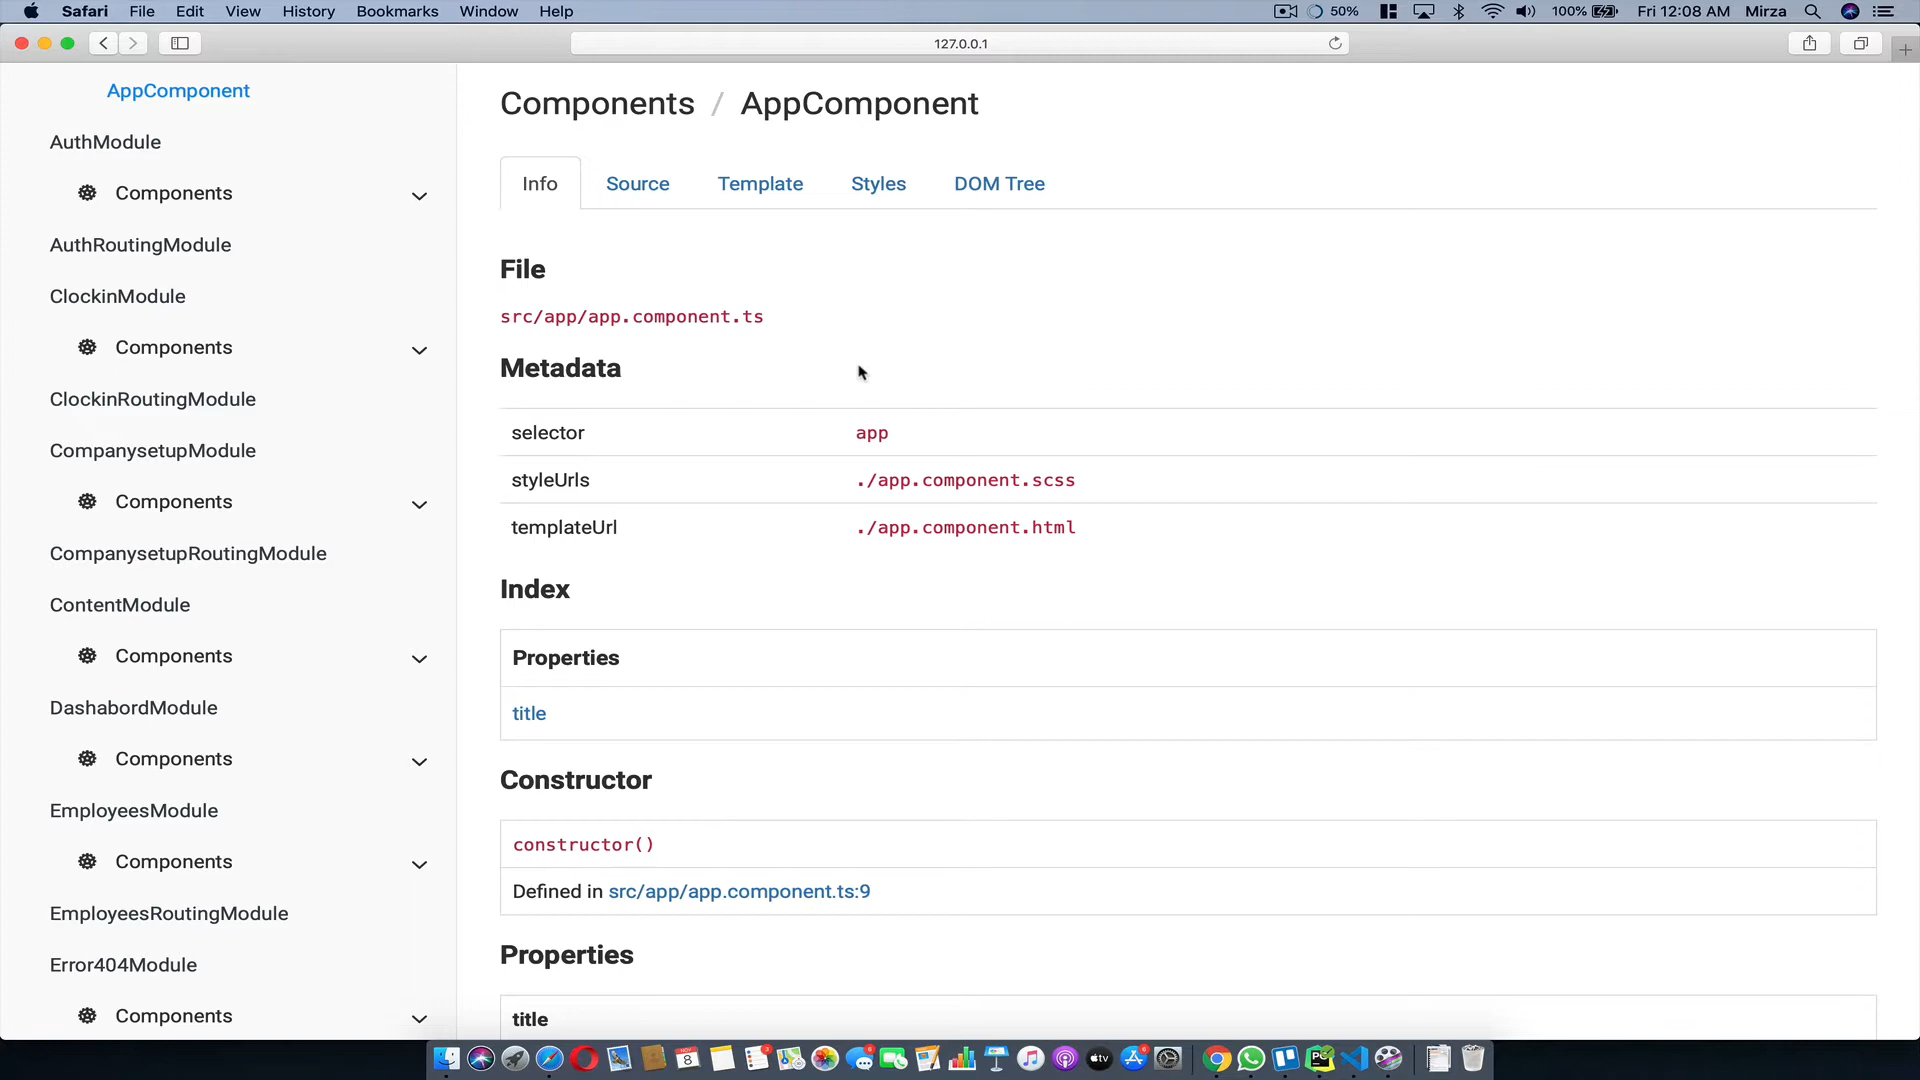 Safari File Edit View History Bookmarks Window Help 50% 100% Fri 12:08 AM Mirza
127.0.0.1
AppComponent
AuthModule
Components
AuthRoutingModule
ClockinModule
Components
ClockinRoutingModule
CompanysetupModule
Components
CompanysetupRoutingModule
ContentModule
Components
DashabordModule
Components
EmployeesModule
Components
EmployeesRoutingModule
Error404Module
Components
Components / AppComponent
Info Source Template Styles DOM Tree
File
src/app/app.component.ts
Metadata
selector app
styleUrls ./app.component.scss
templateUrl ./app.component.html
Index
Properties
title
Constructor
constructor()
Defined in src/app/app.component.ts:9
Properties
title